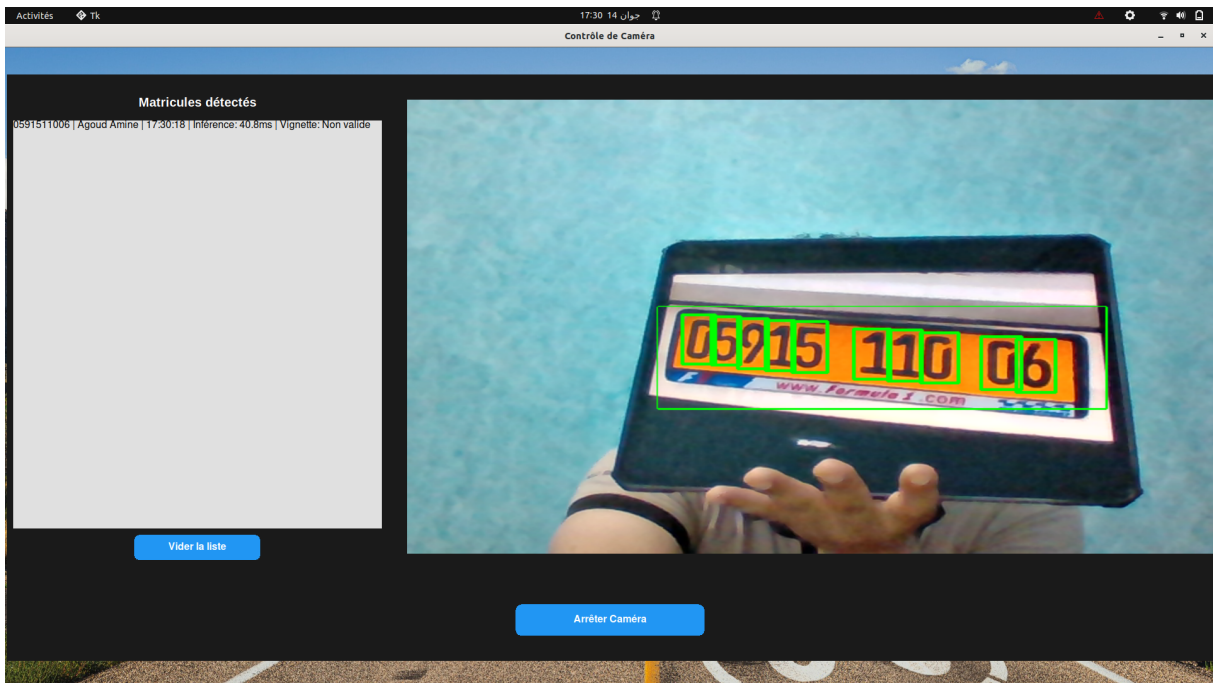 Activités Tk 17:30 14 جوان
Contrôle de Caméra
Matricules détectés
0591511006 | Agoud Amine | 17:30:18 | Inférence: 40.8ms | Vignette: Non valide
05915 110 06
www.Formula1.com
Vider la liste
Arrêter Caméra